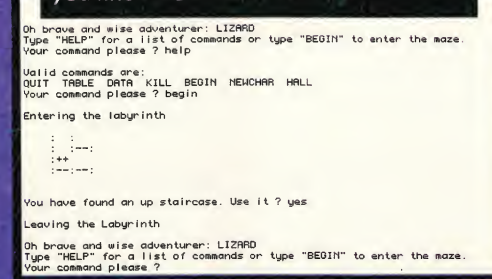 Oh brave and wise adventurer: LIZARD
Type "HELP" for a list of commands or type "BEGIN" to enter the maze.
Your command please ? help
Valid commands are:
QUIT TABLE DATA KILL BEGIN NEWCHAR HALL
Your command please ? begin
Entering the labyrinth
:  :
:  :--:
:++
:--:--:
You have found an up staircase. Use it ? yes
Leaving the Labyrinth
Oh brave and wise adventurer: LIZARD
Type "HELP" for a list of commands or type "BEGIN" to enter the maze.
Your command please ?